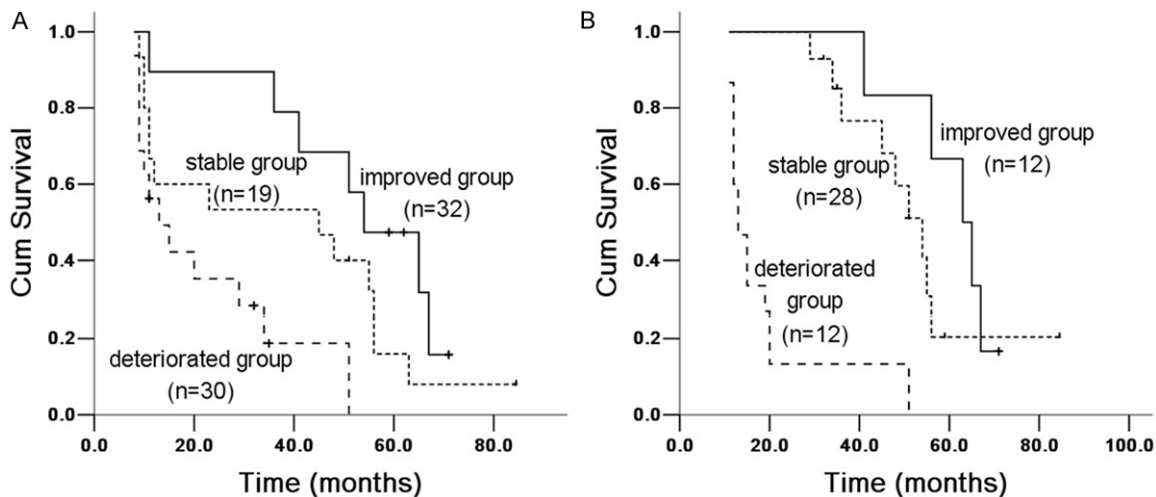 A
Cum Survival
1.0
0.8
0.6
0.4
0.2
0.0
stable group
(n=19)
improved group
(n=32)
deteriorated group
(n=30)
0.0 20.0 40.0 60.0 80.0
Time (months)
B
Cum Survival
1.0
0.8
0.6
0.4
0.2
0.0
improved group
(n=12)
stable group
(n=28)
deteriorated
group
(n=12)
0.0 20.0 40.0 60.0 80.0 100.0
Time (months)